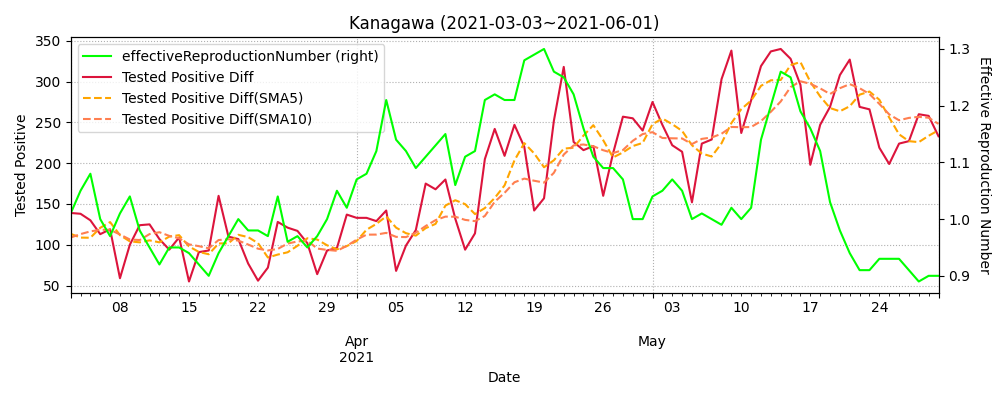 Kanagawa (2021-03-03~2021-06-01)
effectiveReproductionNumber (right)
Tested Positive Diff
Tested Positive Diff(SMA5)
Tested Positive Diff(SMA10)
Tested Positive
350
300
250
200
150
100
50
Effective Reproduction Number
1.3
1.2
1.1
1.0
0.9
08 15 22 29 05 12 19 26 03 10 17 24
Apr May
2021
Date